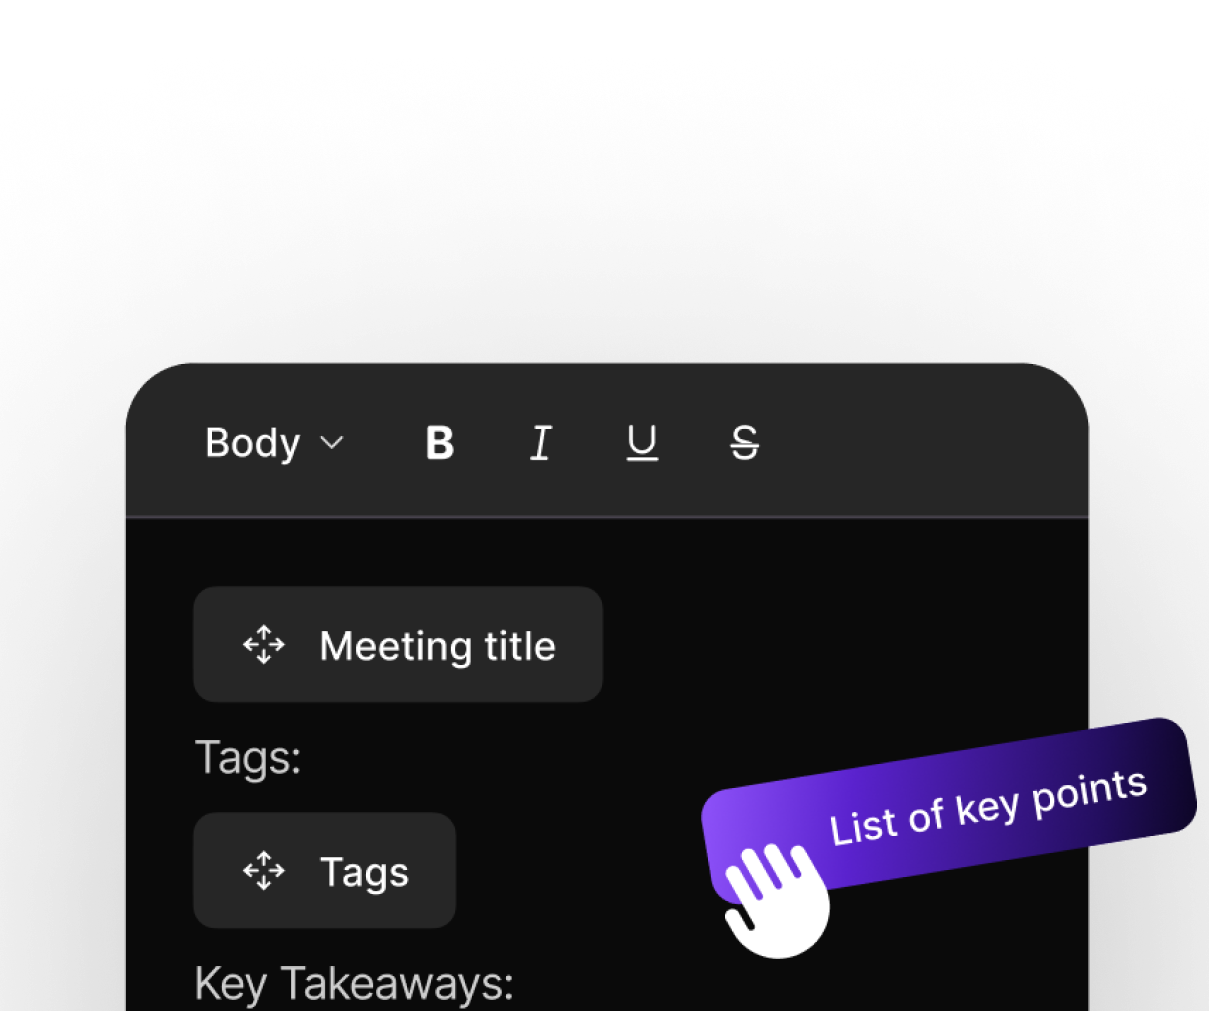 Body B I U S
Meeting title
Tags:
List of key points
Tags
Key Takeaways: